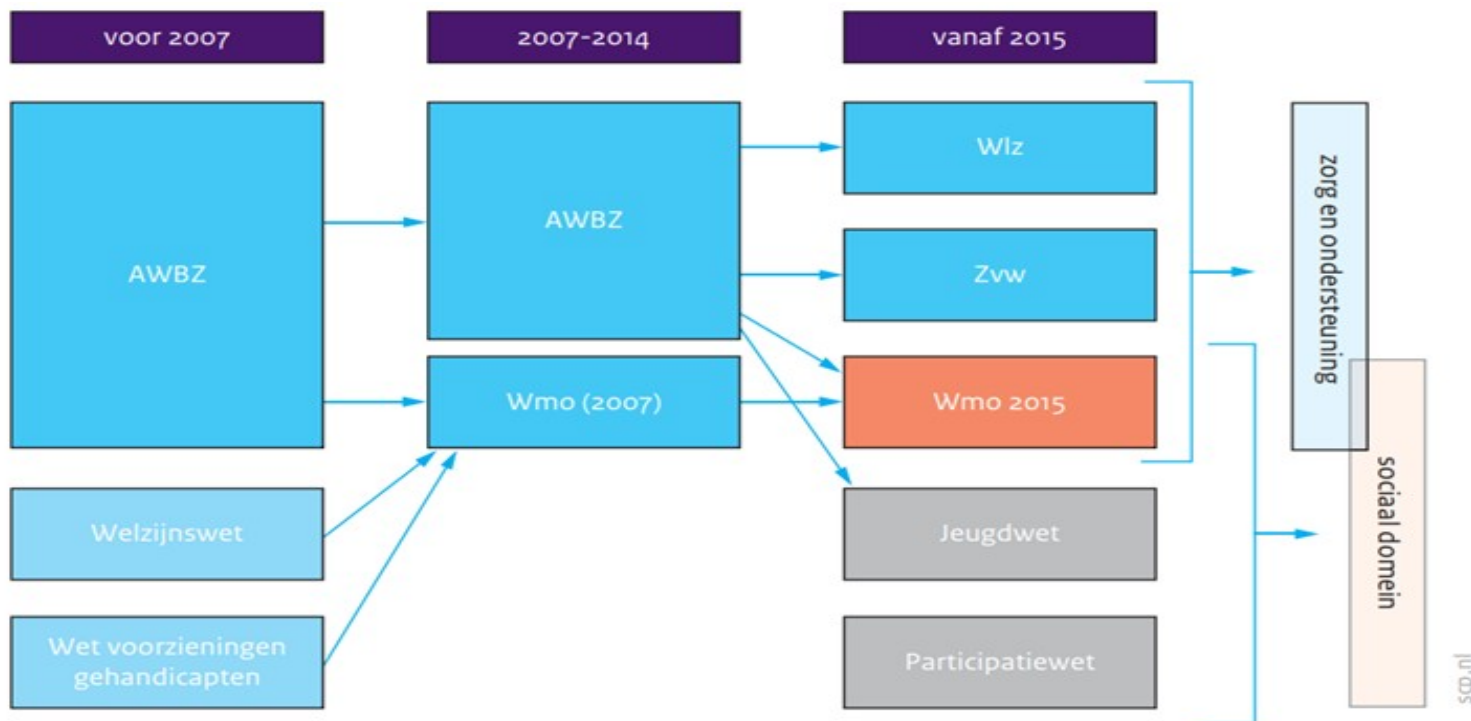 voor 2007
2007-2014
vanaf 2015
AWBZ
AWBZ
Wlz
Zvw
Wmo (2007)
Wmo 2015
Welzijnswet
Jeugdwet
Wet voorzieningen
gehandicapten
Participatiewet
zorg en ondersteuning
sociaal domein
scp.nl